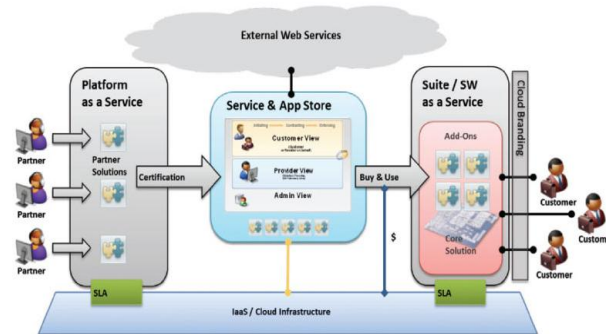 External Web Services
Platform
as a Service
Service & App Store
Suite / SW
as a Service
Cloud Branding
Customer View
Provider View
Admin View
Add-Ons
Partner
Solutions
Partner
Partner
Partner
Certification
Buy & Use
$
Core
Solution
Customer
Custom
Customer
SLA
SLA
IaaS / Cloud Infrastructure